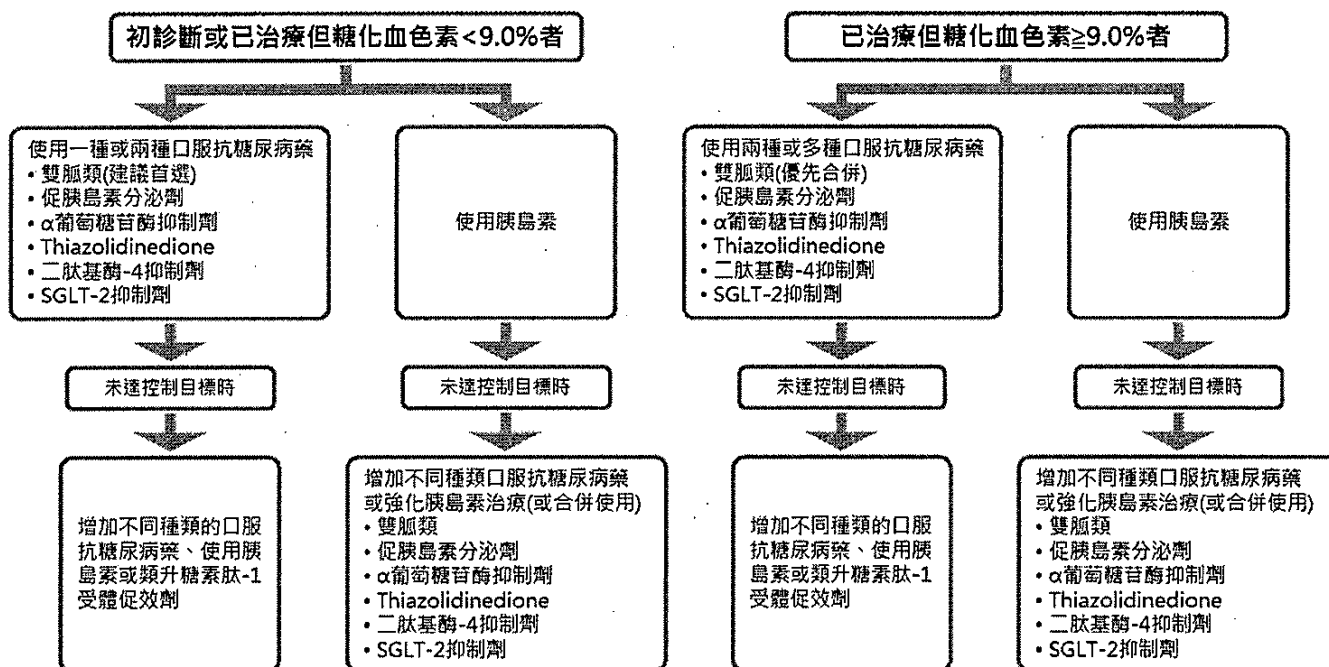 初診斷或已治療但糖化血色素<9.0%者
使用一種或兩種口服抗糖尿病藥
• 雙胍類(建議首選)
• 促胰島素分泌劑
• α葡萄糖苷酶抑制劑
• Thiazolidinedione
• 二肽基酶-4抑制劑
• SGLT-2抑制劑
使用胰島素
未達控制目標時
未達控制目標時
增加不同種類的口服
抗糖尿病藥、使用胰
島素或類升糖素肽-1
受體促效劑
增加不同種類口服抗糖尿病藥
或強化胰島素治療(或合併使用)
• 雙胍類
• 促胰島素分泌劑
• α葡萄糖苷酶抑制劑
• Thiazolidinedione
• 二肽基酶-4抑制劑
• SGLT-2抑制劑
已治療但糖化血色素≧9.0%者
使用兩種或多種口服抗糖尿病藥
• 雙胍類(優先合併)
• 促胰島素分泌劑
• α葡萄糖苷酶抑制劑
• Thiazolidinedione
• 二肽基酶-4抑制劑
• SGLT-2抑制劑
使用胰島素
未達控制目標時
未達控制目標時
增加不同種類的口服
抗糖尿病藥、使用胰
島素或類升糖素肽-1
受體促效劑
增加不同種類口服抗糖尿病藥
或強化胰島素治療(或合併使用)
• 雙胍類
• 促胰島素分泌劑
• α葡萄糖苷酶抑制劑
• Thiazolidinedione
• 二肽基酶-4抑制劑
• SGLT-2抑制劑